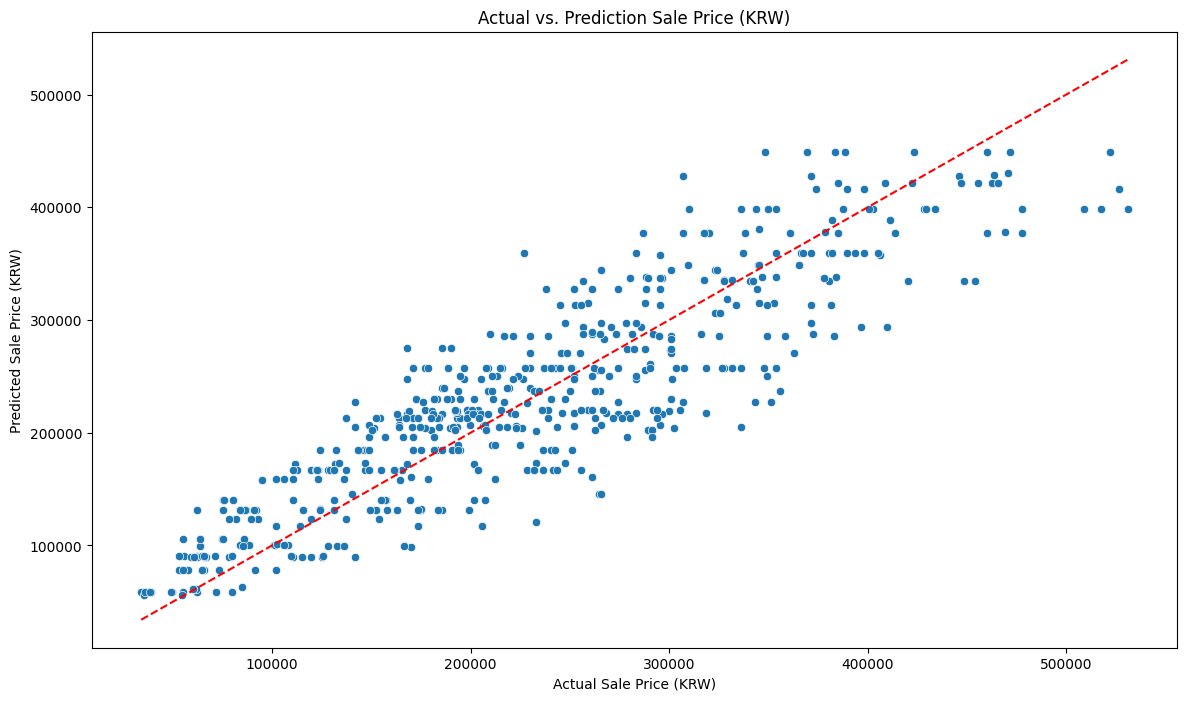 Actual vs. Prediction Sale Price (KRW)
500000
400000
300000
200000
100000
Predicted Sale Price (KRW)
100000 200000 300000 400000 500000
Actual Sale Price (KRW)